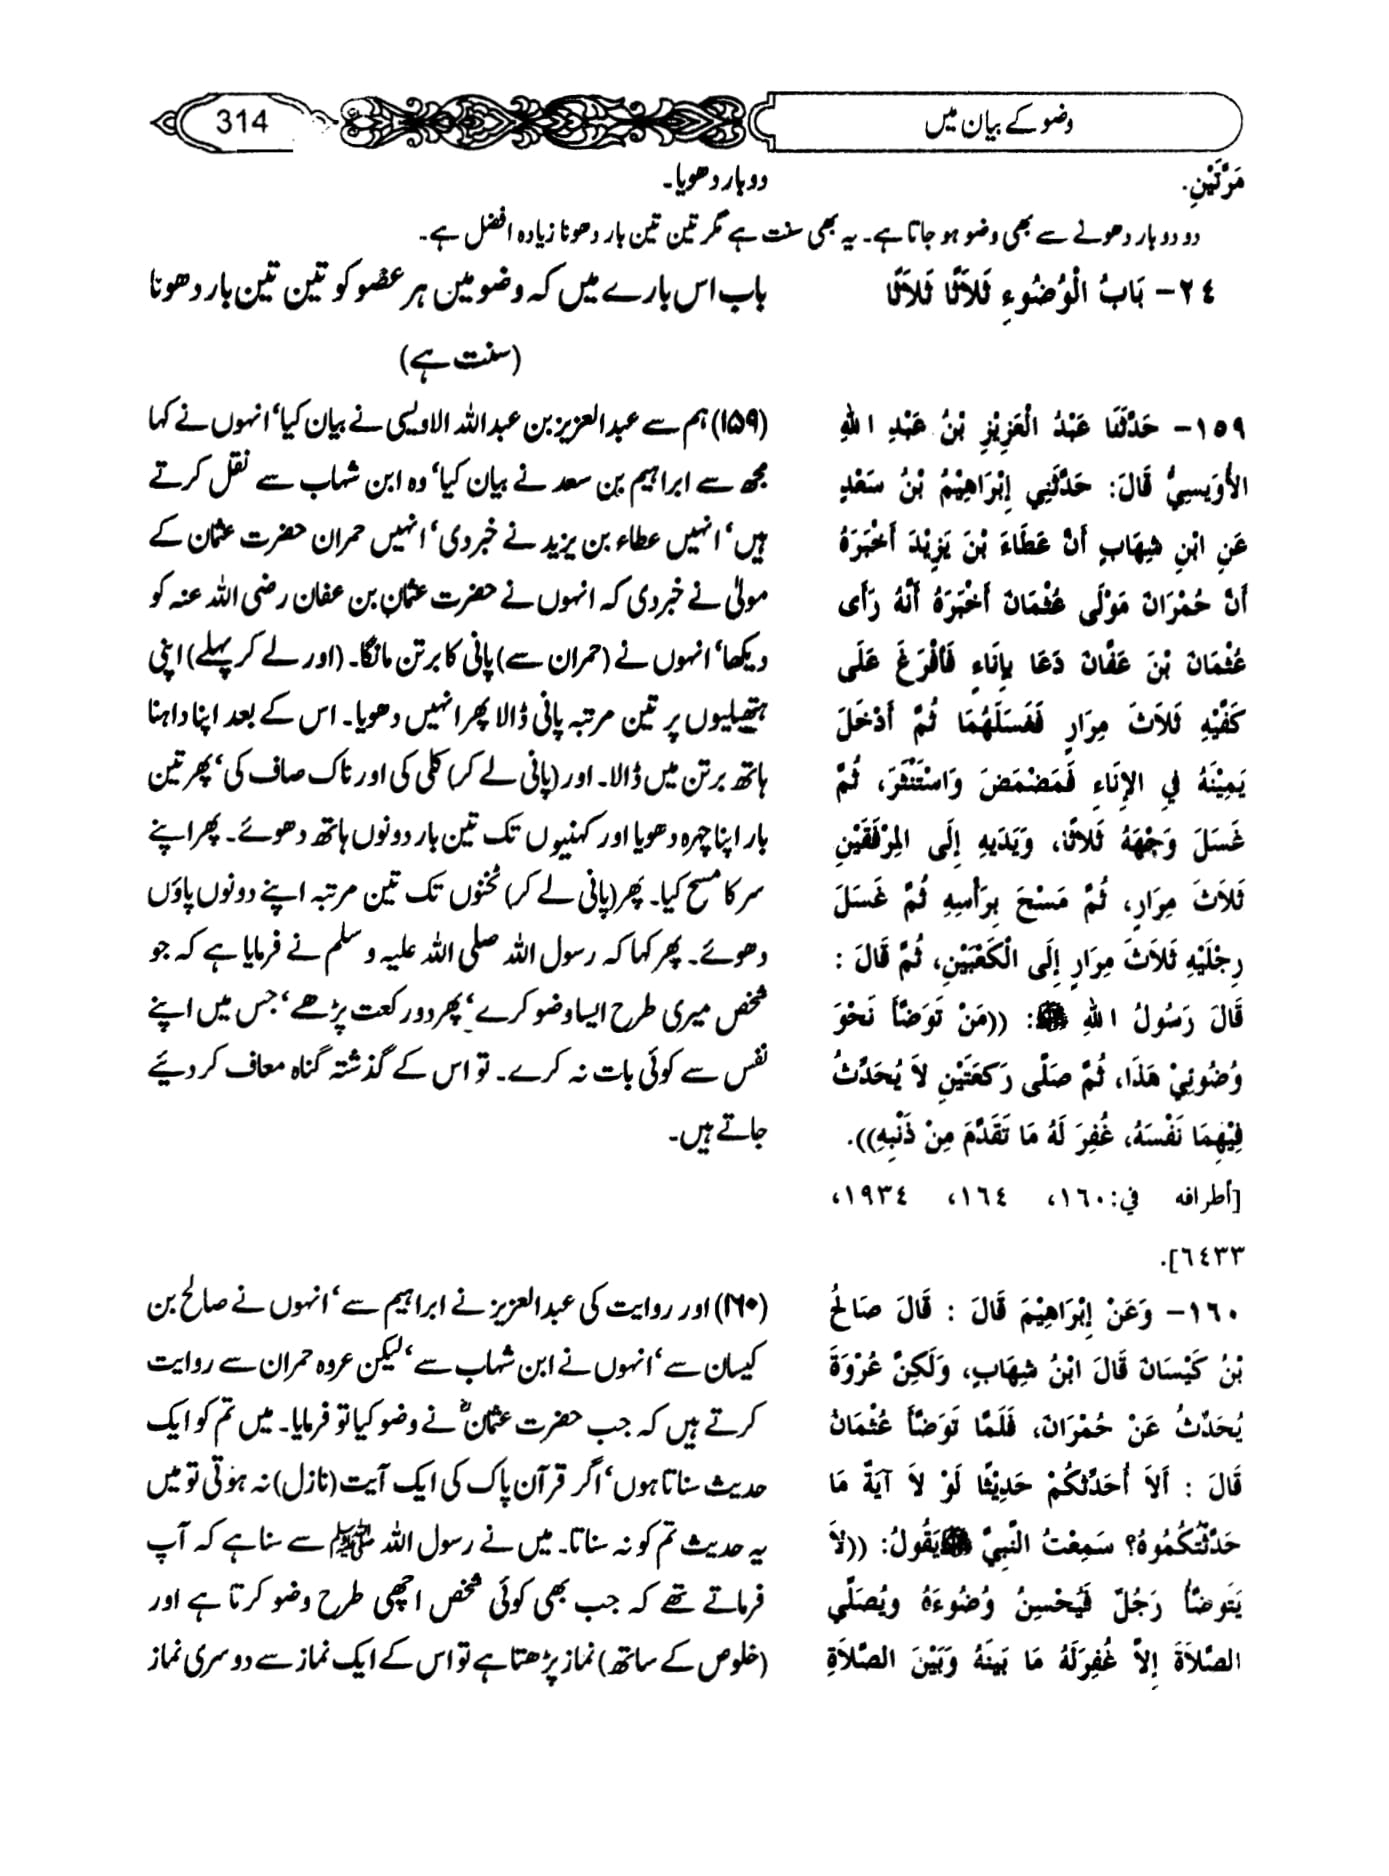 وضو کے بیان میں
314
مَرَّتَيْنِ.
دو بار دھویا۔
دو دو بار دھونے سے بھی وضو ہو جاتا ہے۔ یہ بھی سنت ہے مگر تین تین بار دھونا زیادہ افضل ہے۔
٢٤- بَابُ الْوُضُوءِ ثَلاَثًا ثَلاَثًا
١٥٩- حَدَّثَنَا عَبْدُ الْعَزِيْزِ بْنُ عَبْدِ اللهِ
الأُوَيسِيُّ قَالَ: حَدَّثَنِي إِبْرَاهِيْمُ بْنُ سَعْدٍ
عَنِ ابْنِ شِهَابٍ أَنَّ عَطَاءَ بْنَ يَزِيْدَ أَخْبَرَهُ
أَنَّ حُمْرَانَ مَوْلَى عُثْمَانَ أَخْبَرَهُ أَنَّهُ رَأَى
عُثْمَانَ بْنَ عَفَّانَ دَعَا بِإِنَاءٍ فَأَفْرَغَ عَلَى
كَفَّيْهِ ثَلاَثَ مِرَارٍ فَغَسَلَهُمَا ثُمَّ أَدْخَلَ
يَمِيْنَهُ فِي الإِنَاءِ فَمَضْمَضَ وَاسْتَنْثَرَ، ثُمَّ
غَسَلَ وَجْهَهُ ثَلاَثًا، وَيَدَيهِ إِلَى المِرْفَقَيْنِ
ثَلاَثَ مِرَارٍ، ثُمَّ مَسَحَ بِرَأسِهِ ثُمَّ غَسَلَ
رِجْلَيْهِ ثَلاَثَ مِرَارٍ إِلَى الْكَعْبَيْنِ، ثُمَّ قَالَ :
قَالَ رَسُولُ اللهِ ﷺ: ((مَنْ تَوَضَّأَ نَحْوَ
وُضُوئِيْ هَذَا، ثُمَّ صَلَّى رَكعَتَيْنِ لاَ يُحَدِّثُ
فِيْهِمَا نَفْسَهُ، غُفِرَ لَهُ مَا تَقَدَّمَ مِنْ ذَنْبِهِ)).
[أطرافه في: ١٦٠، ١٦٤، ١٩٣٤،
٦٤٣٣].
١٦٠- وَعَنْ إِبْرَاهِيْمَ قَالَ : قَالَ صَالِحُ
بْنُ كَيْسَانَ قَالَ ابْنُ شِهَابٍ، وَلَكِنَّ عُرْوَةَ
يُحَدِّثُ عَنْ حُمْرَانَ، فَلَمَّا تَوَضَّأَ عُثْمَانُ
قَالَ : أَلاَ أُحَدِّثُكُمْ حَدِيْثًا لَوْ لاَ آيَةٌ مَا
حَدَّثْتُكُمُوهُ؟ سَمِعْتُ النَّبِيَّ ﷺ يَقُولُ: ((لاَ
يَتَوضَّأُ رَجُلٌ فَيُحْسِنُ وُضُوءَهُ ويُصَلِّي
الصَّلاَةَ إِلاَّ غُفِرَلَهُ مَا بَينَهُ وَبَيْنَ الصَّلاَةِ
باب اس بارے میں کہ وضو میں ہر عضو کو تین تین بار دھونا
(سنت ہے)
(۱۵۹) ہم سے عبدالعزیز بن عبداللہ الاویسی نے بیان کیا‘ انہوں نے کہا
مجھ سے ابراہیم بن سعد نے بیان کیا‘ وہ ابن شہاب سے نقل کرتے
ہیں‘ انہیں عطاء بن یزید نے خبر دی‘ انہیں حمران حضرت عثمان کے
مولیٰ نے خبر دی کہ انہوں نے حضرت عثمان بن عفان رضی اللہ عنہ کو
دیکھا‘ انہوں نے (حمران سے) پانی کا برتن مانگا۔ (اور لے کر پہلے) اپنی
ہتھیلیوں پر تین مرتبہ پانی ڈالا پھر انہیں دھویا۔ اس کے بعد اپنا داہنا
ہاتھ برتن میں ڈالا۔ اور (پانی لے کر) کلی کی اور ناک صاف کی‘ پھر تین
بار اپنا چہرہ دھویا اور کہنیوں تک تین بار دونوں ہاتھ دھوئے۔ پھر اپنے
سر کا مسح کیا۔ پھر (پانی لے کر) ٹخنوں تک تین مرتبہ اپنے دونوں پاؤں
دھوئے۔ پھر کہا کہ رسول اللہ صلی اللہ علیہ و سلم نے فرمایا ہے کہ جو
شخص میری طرح ایسا وضو کرے‘ پھر دو رکعت پڑھے‘ جس میں اپنے
نفس سے کوئی بات نہ کرے۔ تو اس کے گذشتہ گناہ معاف کر دیئے
جاتے ہیں۔
(۱۶۰) اور روایت کی عبدالعزیز نے ابراہیم سے‘ انہوں نے صالح بن
کیسان سے‘ انہوں نے ابن شہاب سے‘ لیکن عروہ حمران سے روایت
کرتے ہیں کہ جب حضرت عثمانؓ نے وضو کیا تو فرمایا۔ میں تم کو ایک
حدیث سناتا ہوں‘ اگر قرآن پاک کی ایک آیت (نازل) نہ ہوتی تو میں
یہ حدیث تم کو نہ سناتا۔ میں نے رسول اللہ ﷺ سے سنا ہے کہ آپ
فرماتے تھے کہ جب بھی کوئی شخص اچھی طرح وضو کرتا ہے اور
(خلوص کے ساتھ) نماز پڑھتا ہے تو اس کے ایک نماز سے دوسری نماز